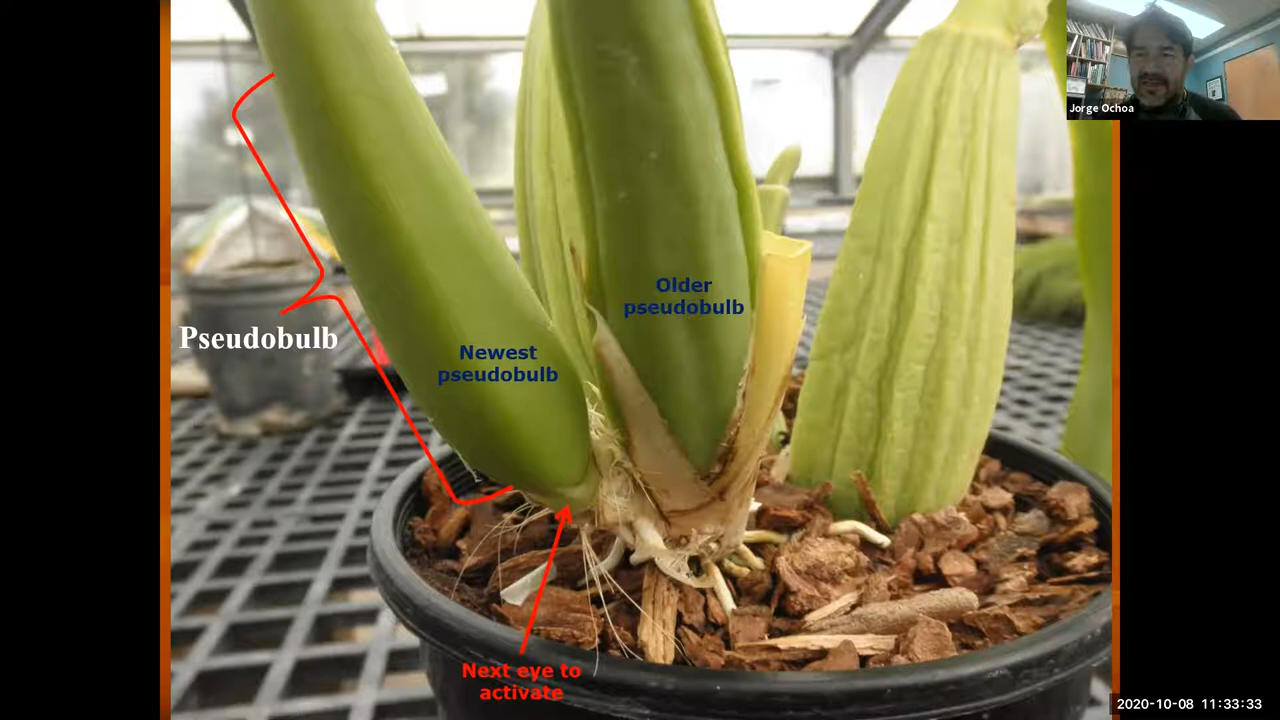 Jorge Ochoa
Older
pseudobulb
Pseudobulb
Newest
pseudobulb
Next eye to
activate
2020-10-08 11:33:33